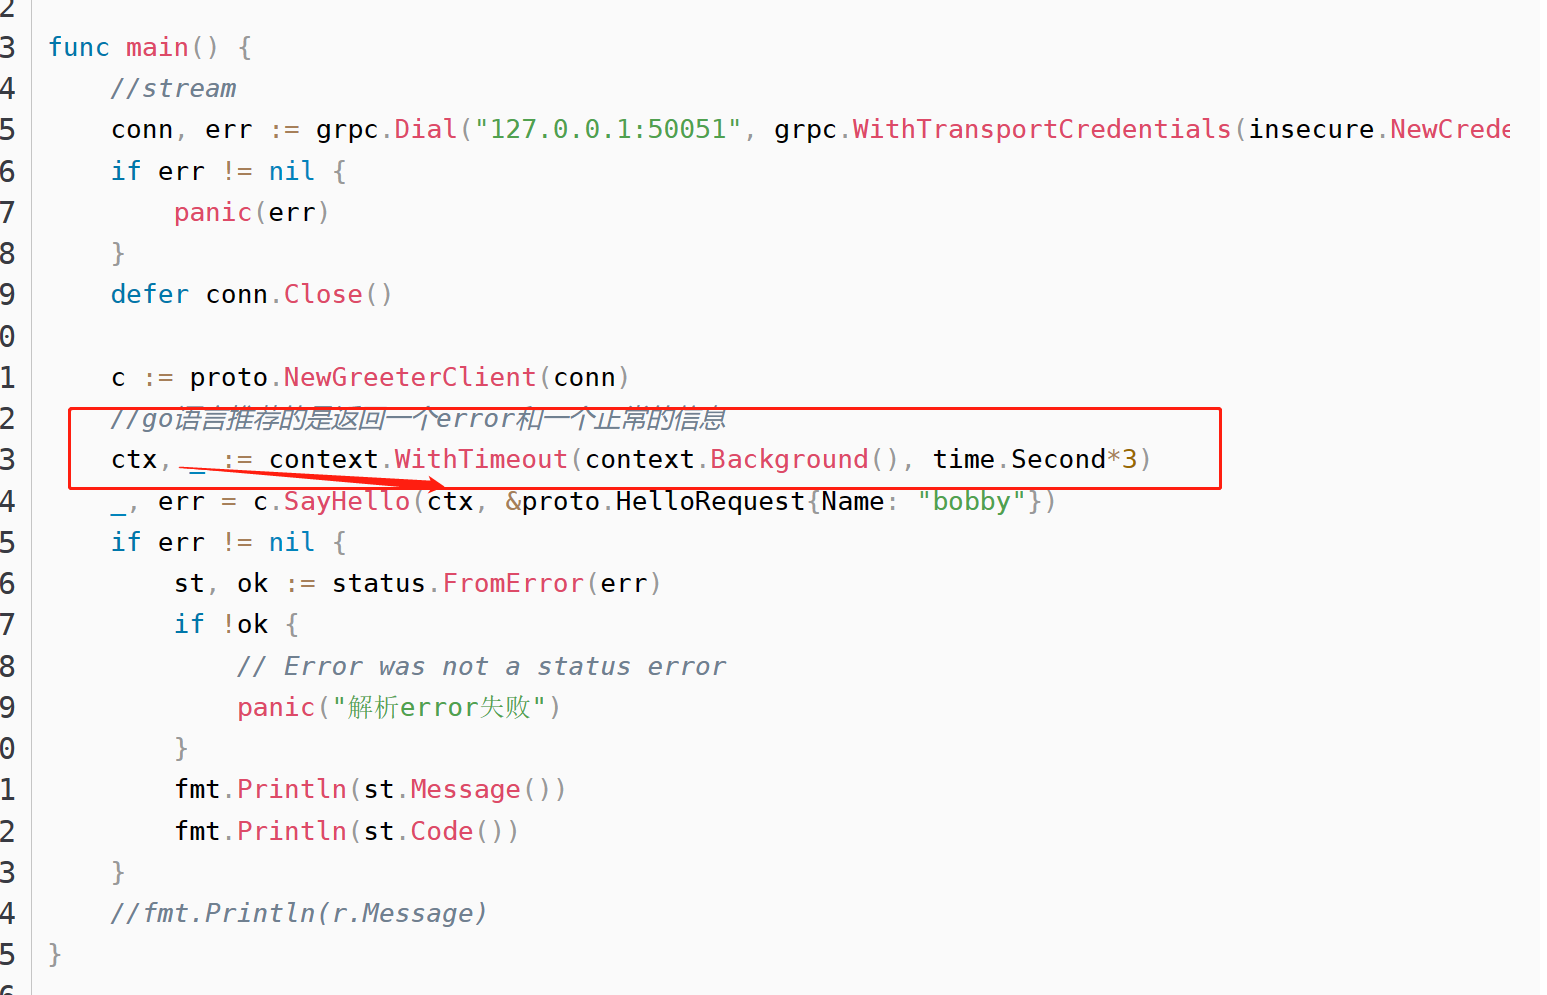 2
3 func main() {
4 //stream
5 conn, err := grpc.Dial("127.0.0.1:50051", grpc.WithTransportCredentials(insecure.NewCrede
6 if err != nil {
7 panic(err)
8 }
9 defer conn.Close()
0
1 c := proto.NewGreeterClient(conn)
2 //go语言推荐的是返回一个error和一个正常的信息
3 ctx, _ := context.WithTimeout(context.Background(), time.Second*3)
4 _, err = c.SayHello(ctx, &proto.HelloRequest{Name: "bobby"})
5 if err != nil {
6 st, ok := status.FromError(err)
7 if !ok {
8 // Error was not a status error
9 panic("解析error失败")
0 }
1 fmt.Println(st.Message())
2 fmt.Println(st.Code())
3 }
4 //fmt.Println(r.Message)
5 }
6